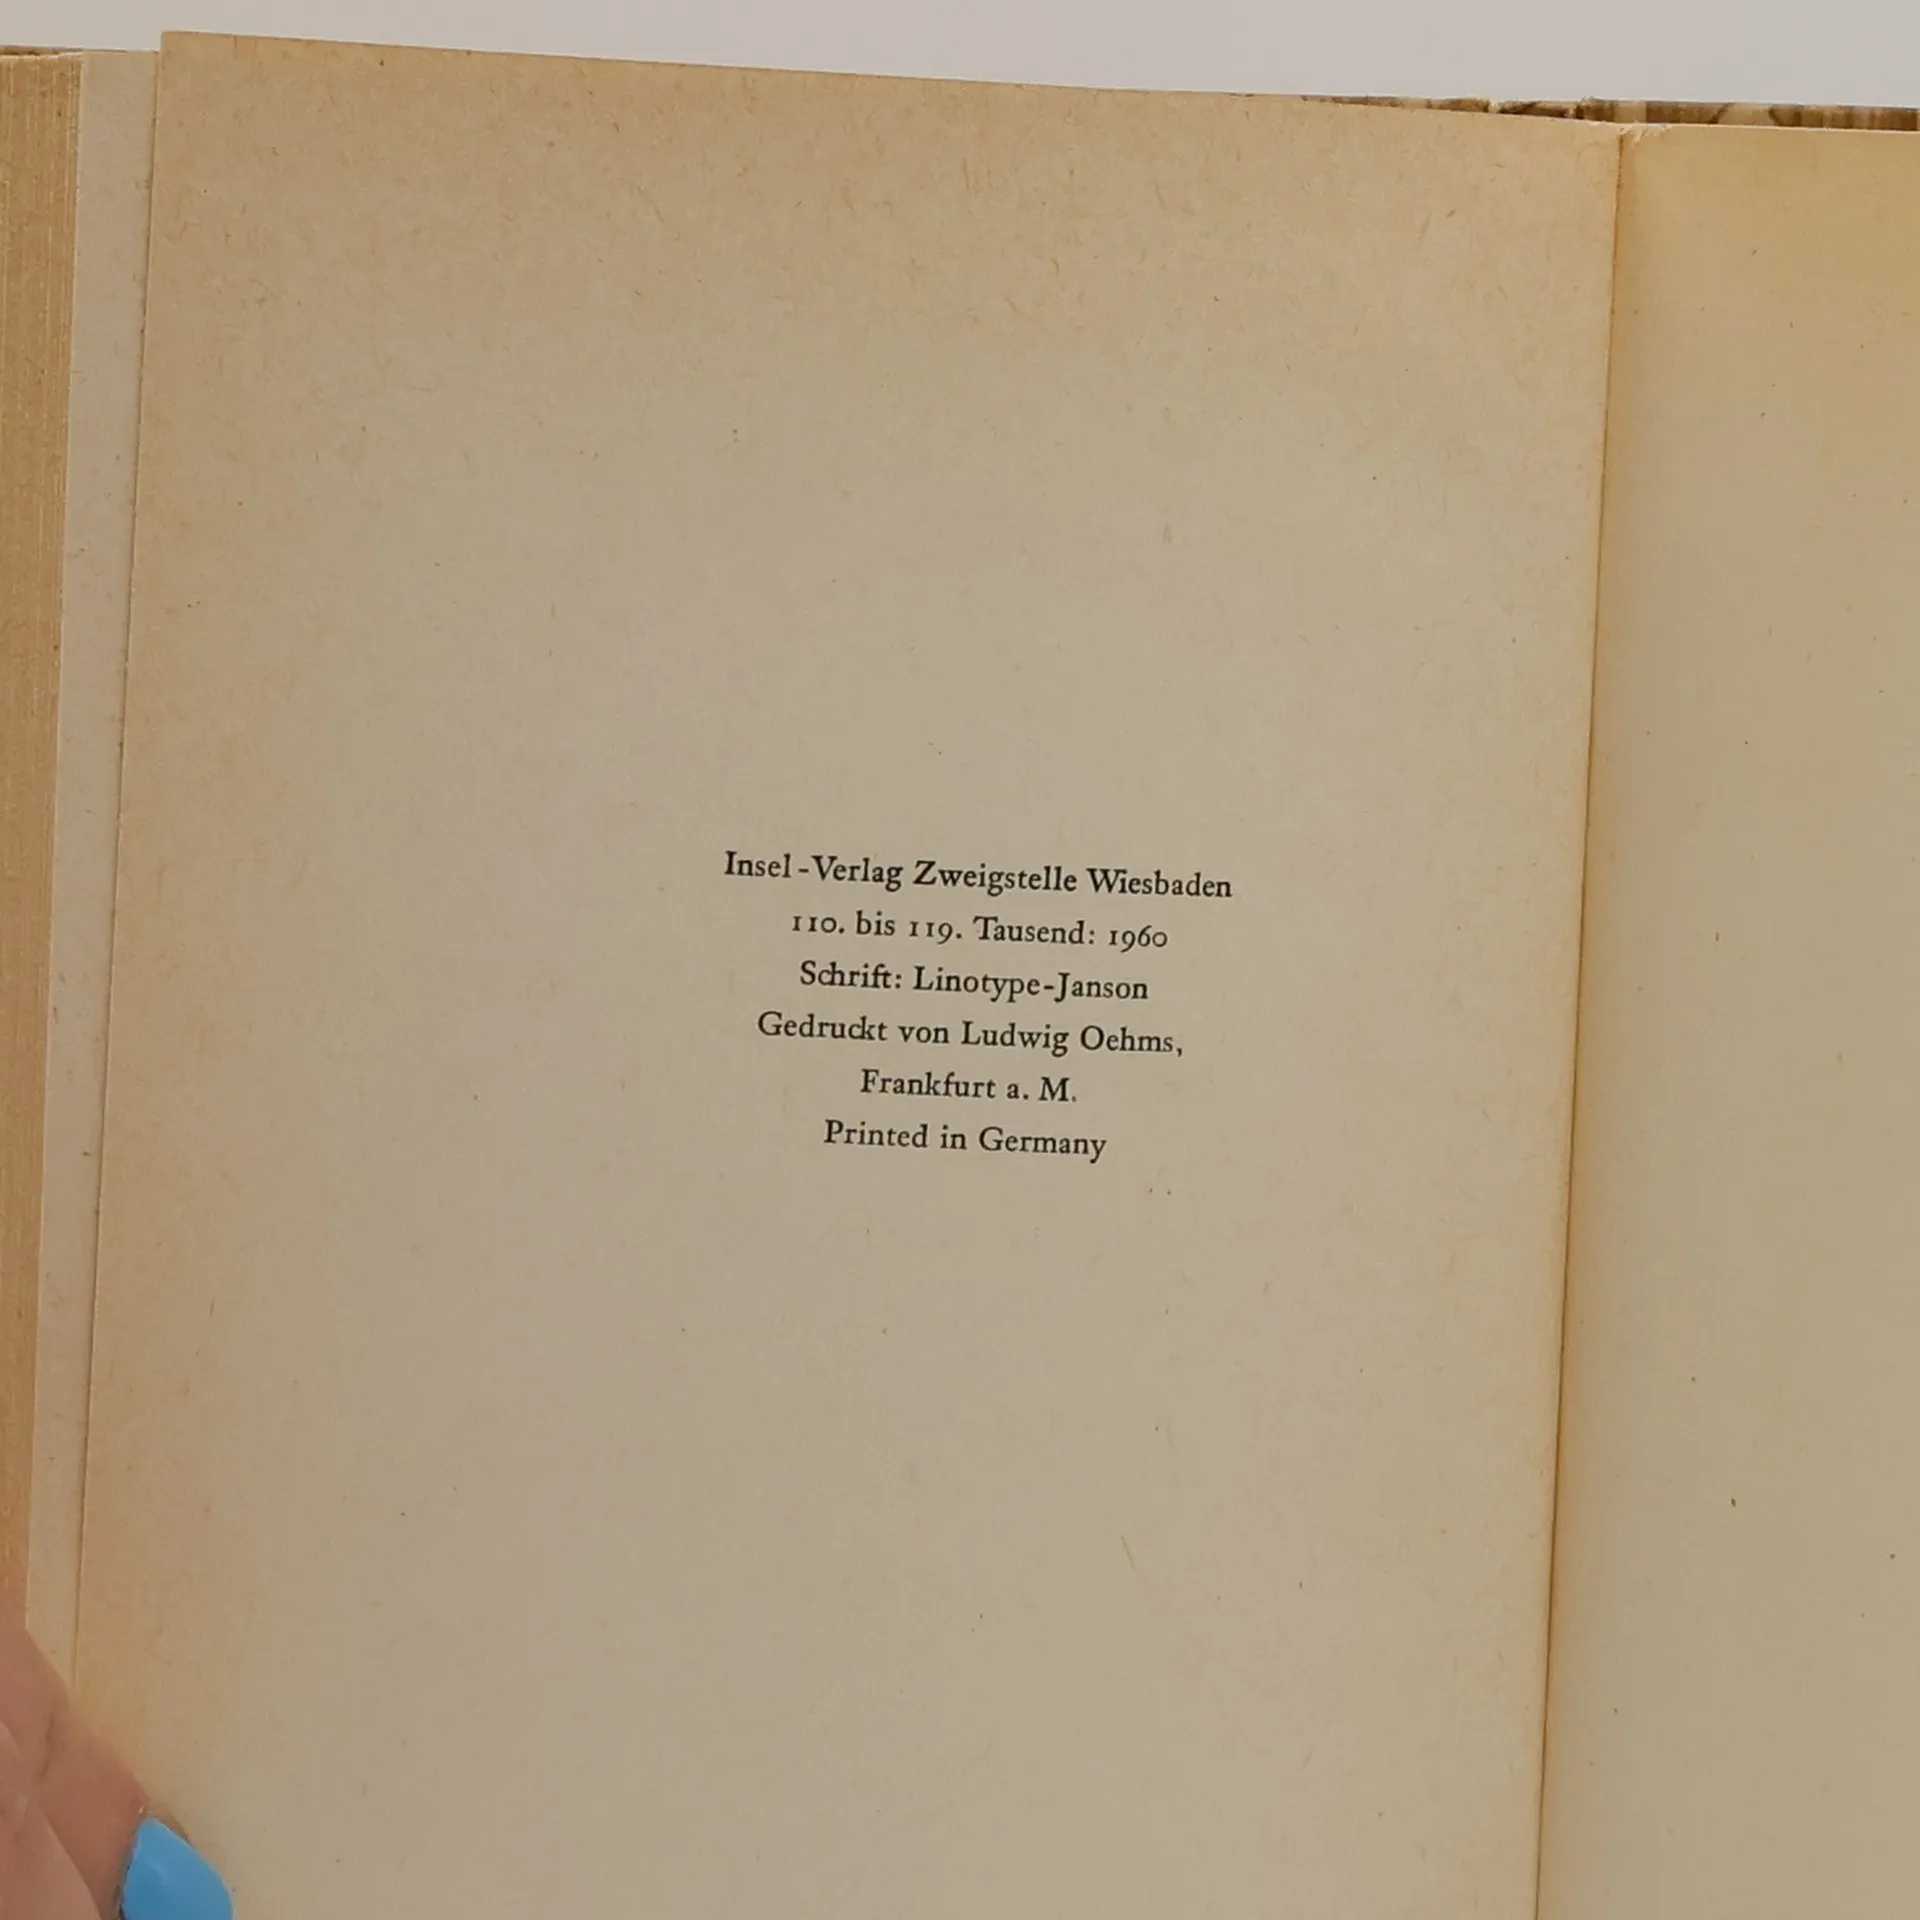 Insel-Verlag Zweigstelle Wiesbaden
110. bis 119. Tausend: 1960
Schrift: Linotype-Janson
Gedruckt von Ludwig Oehms,
Frankfurt a. M.
Printed in Germany